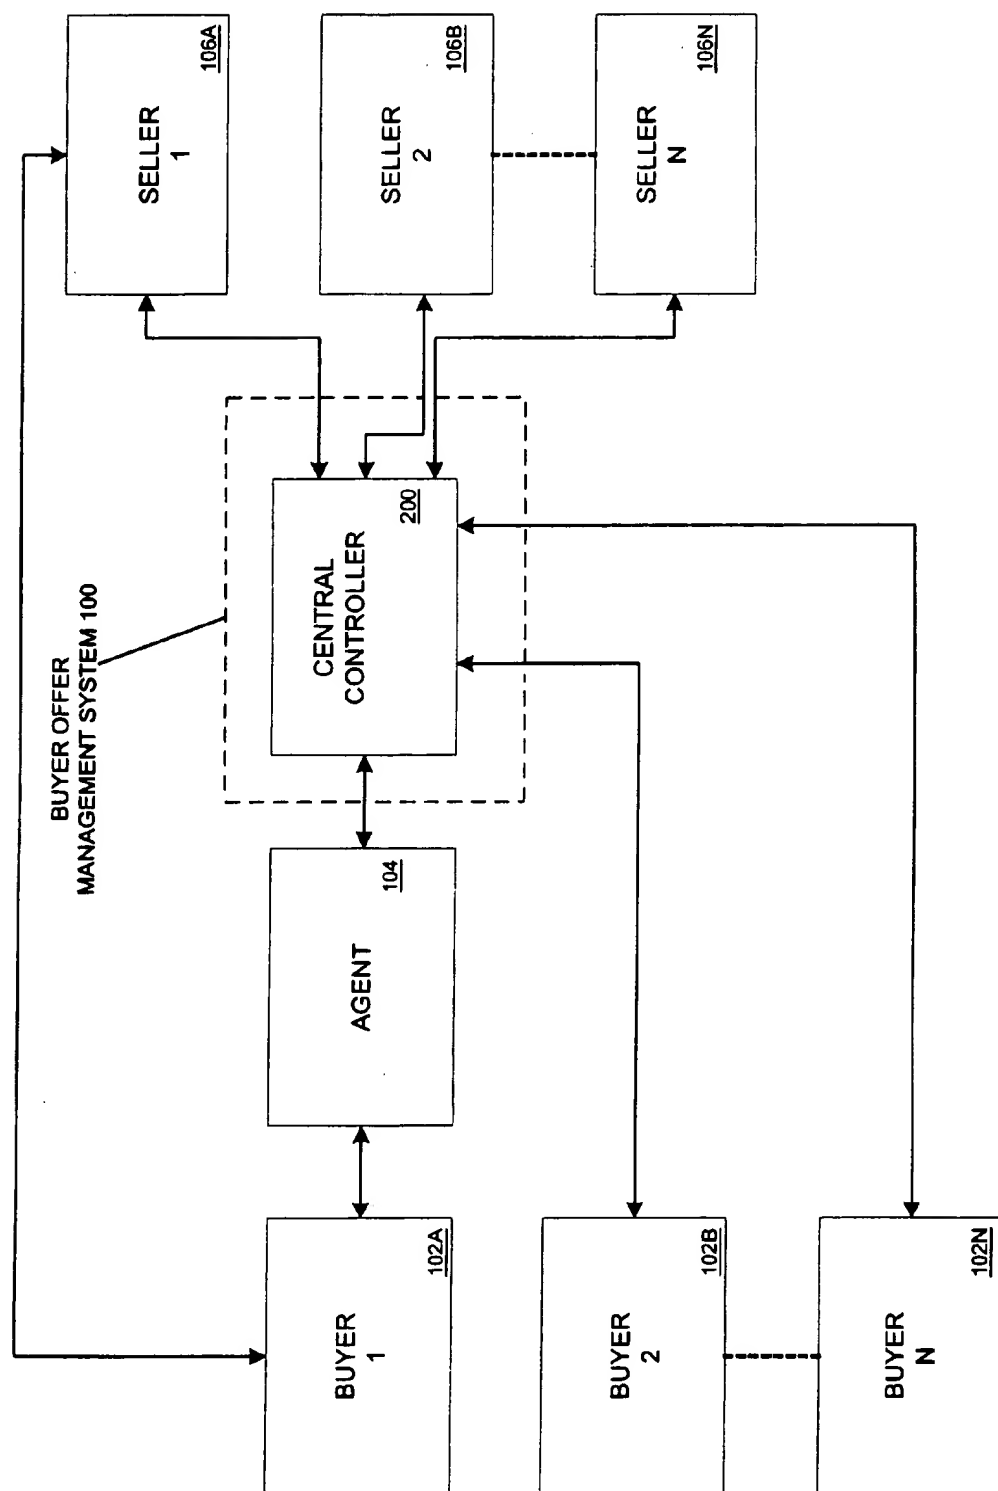 BUYER OFFER
MANAGEMENT SYSTEM 100
BUYER
1
102A
AGENT
104
CENTRAL
CONTROLLER
200
SELLER
1
106A
BUYER
2
102B
SELLER
2
106B
BUYER
N
102N
SELLER
N
106N